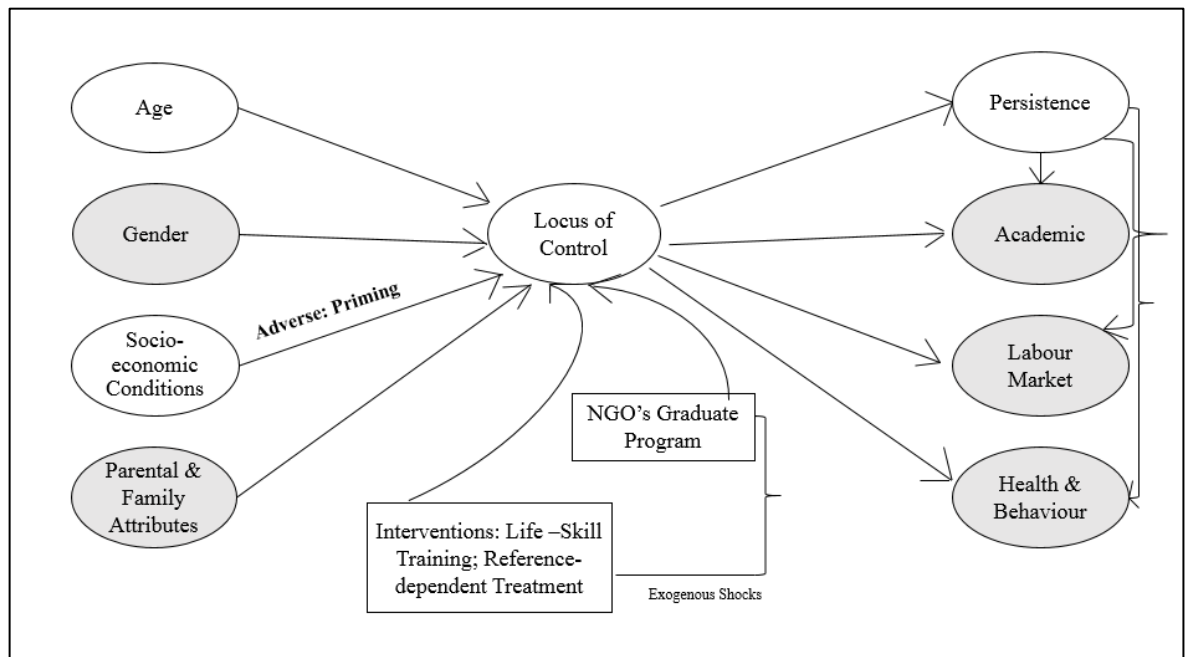 Age
Gender
Socio-
economic
Conditions
Parental &
Family
Attributes
Adverse: Priming
Locus of
Control
NGO's Graduate
Program
Interventions: Life –Skill
Training; Reference-
dependent Treatment
Exogenous Shocks
Persistence
Academic
Labour
Market
Health &
Behaviour